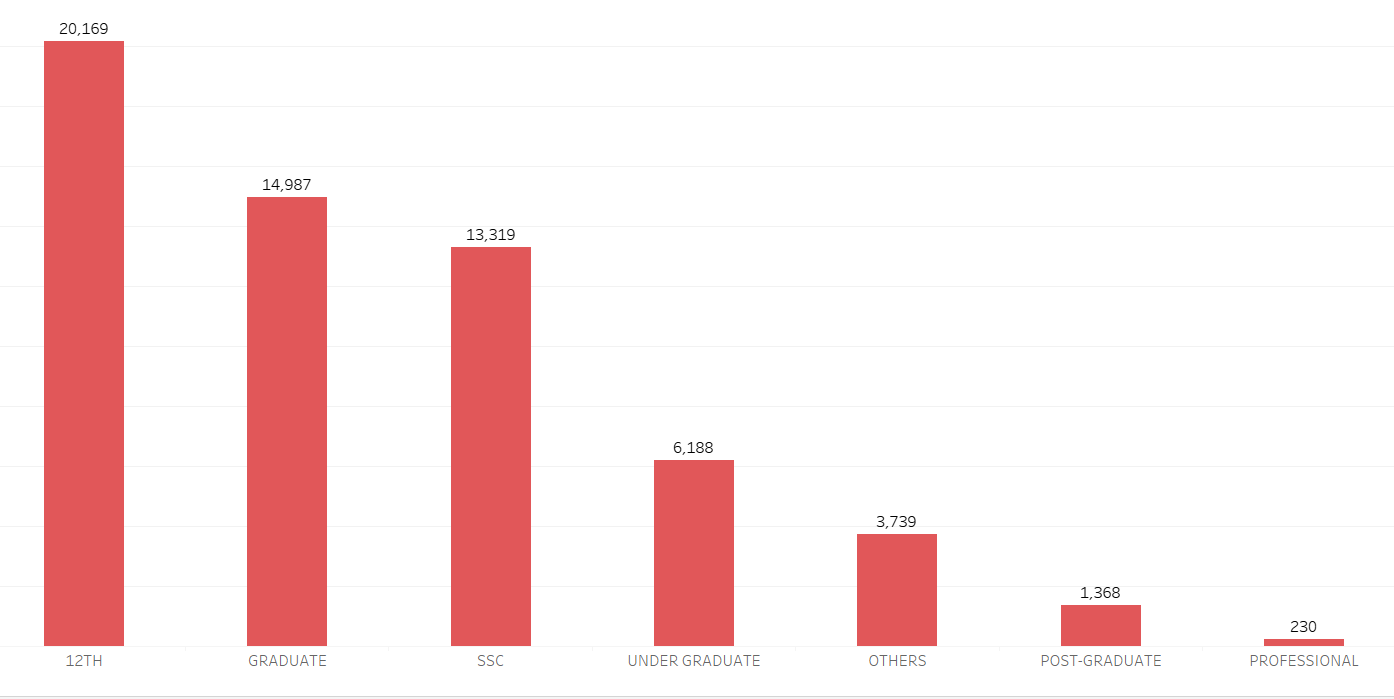 20,169
14,987
13,319
6,188
3,739
1,368
230
12TH
GRADUATE
SSC
UNDER GRADUATE
OTHERS
POST-GRADUATE
PROFESSIONAL